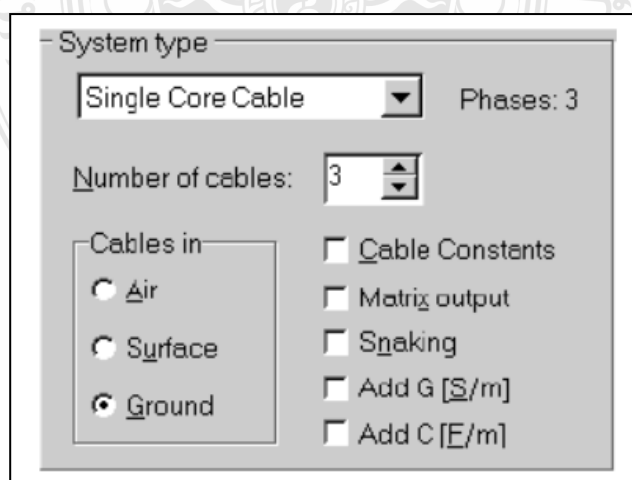 System type
Single Core Cable Phases: 3
Number of cables: 3
Cables in
Air
Surface
Ground
Cable Constants
Matrix output
Snaking
Add G [S/m]
Add C [F/m]